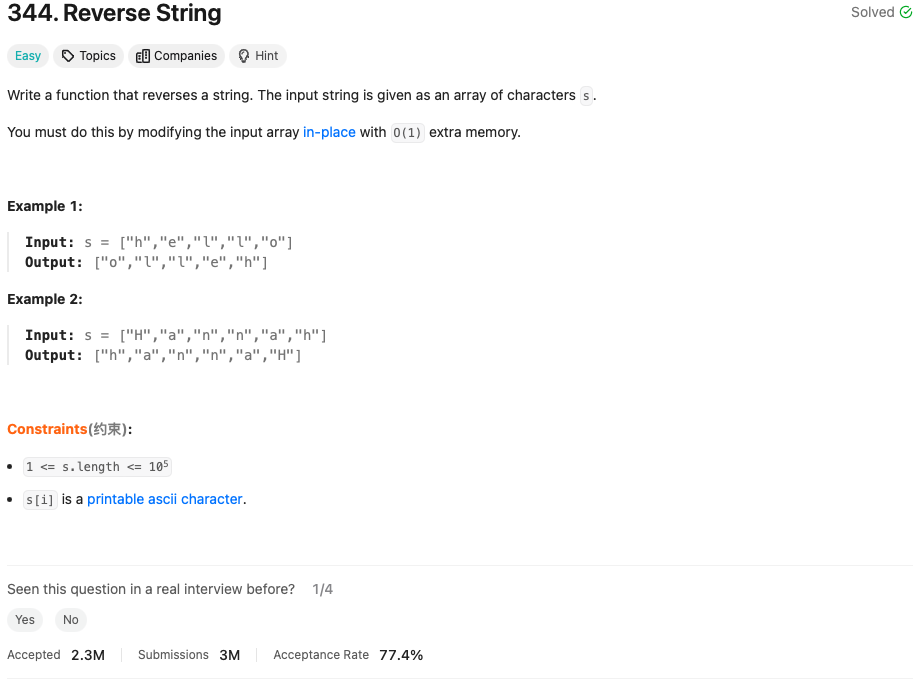 344. Reverse String
Solved
Easy Topics Companies Hint
Write a function that reverses a string. The input string is given as an array of characters s.
You must do this by modifying the input array in-place with O(1) extra memory.
Example 1:
Input: s = ["h","e","l","l","o"]
Output: ["o","l","l","e","h"]
Example 2:
Input: s = ["H","a","n","n","a","h"]
Output: ["h","a","n","n","a","H"]
Constraints(约束):
1 <= s.length <= 10⁵
s[i] is a printable ascii character.
Seen this question in a real interview before? 1/4
Yes No
Accepted 2.3M Submissions 3M Acceptance Rate 77.4%